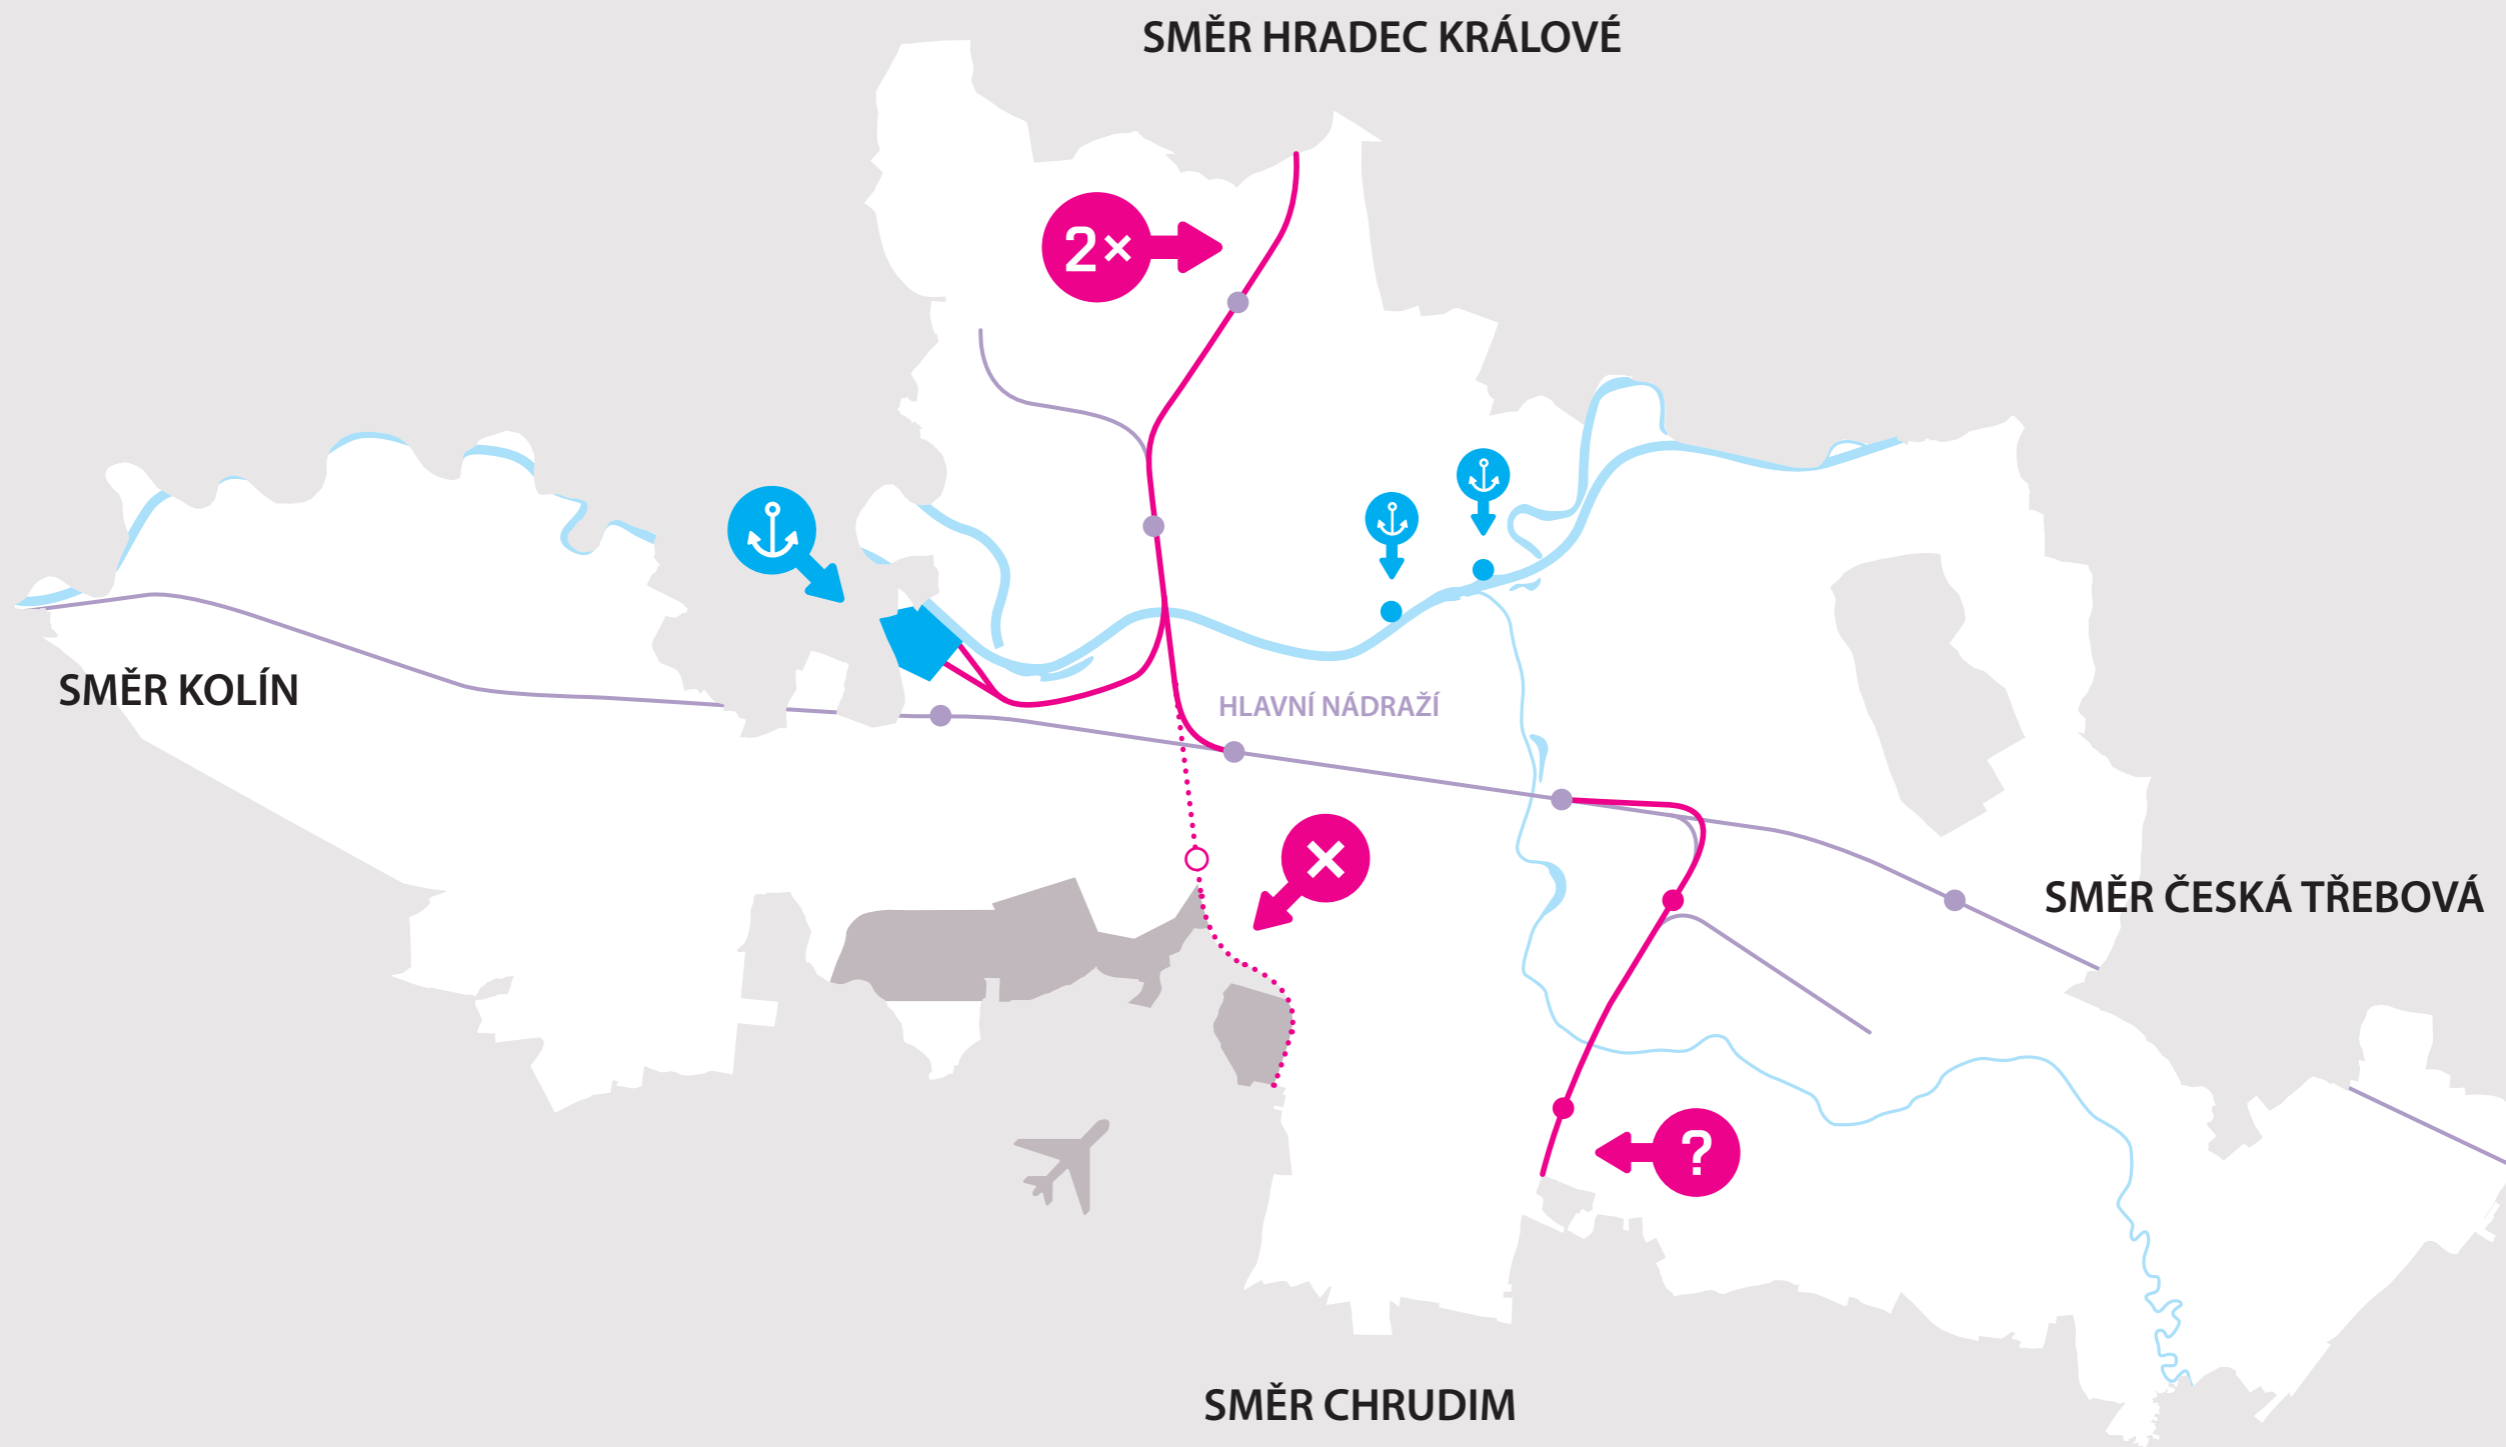 SMĚR HRADEC KRÁLOVÉ
2×
SMĚR KOLÍN
HLAVNÍ NÁDRAŽÍ
×
SMĚR ČESKÁ TŘEBOVÁ
?
SMĚR CHRUDIM